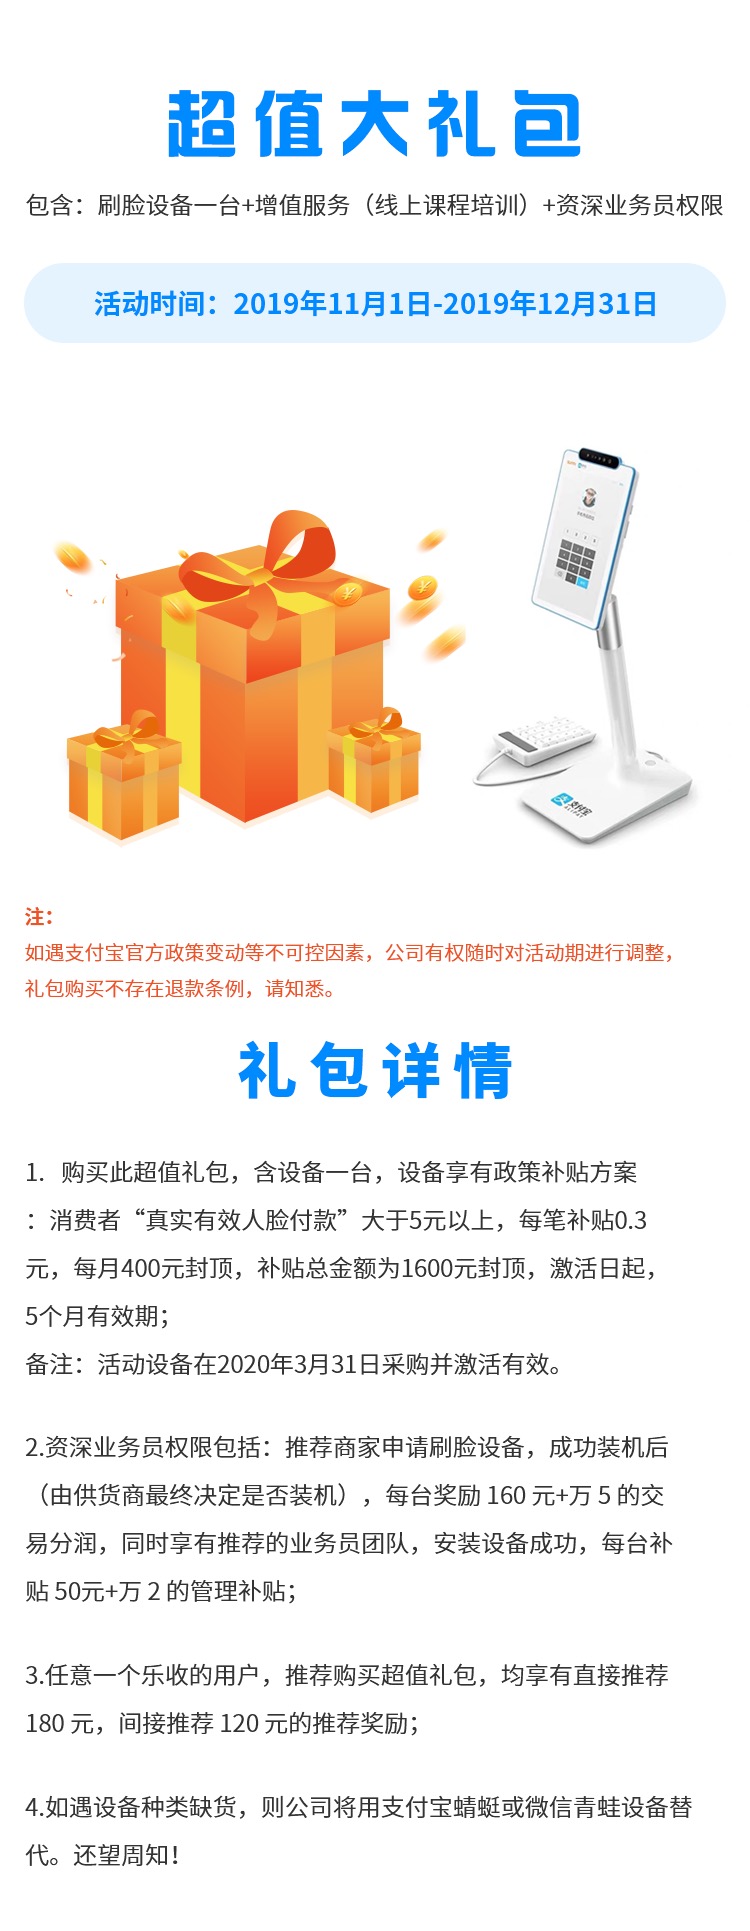 超值大礼包
包含：刷脸设备一台+增值服务（线上课程培训）+资深业务员权限
活动时间：2019年11月1日-2019年12月31日
支付宝
ALIPAY
注：
如遇支付宝官方政策变动等不可控因素，公司有权随时对活动期进行调整，
礼包购买不存在退款条例，请知悉。
礼包详情
1. 购买此超值礼包，含设备一台，设备享有政策补贴方案
：消费者“真实有效人脸付款”大于5元以上，每笔补贴0.3
元，每月400元封顶，补贴总金额为1600元封顶，激活日起，
5个月有效期；
备注：活动设备在2020年3月31日采购并激活有效。
2.资深业务员权限包括：推荐商家申请刷脸设备，成功装机后
（由供货商最终决定是否装机），每台奖励 160 元+万 5 的交
易分润，同时享有推荐的业务员团队，安装设备成功，每台补
贴 50元+万 2 的管理补贴；
3.任意一个乐收的用户，推荐购买超值礼包，均享有直接推荐
180 元，间接推荐 120 元的推荐奖励；
4.如遇设备种类缺货，则公司将用支付宝蜻蜓或微信青蛙设备替
代。还望周知！